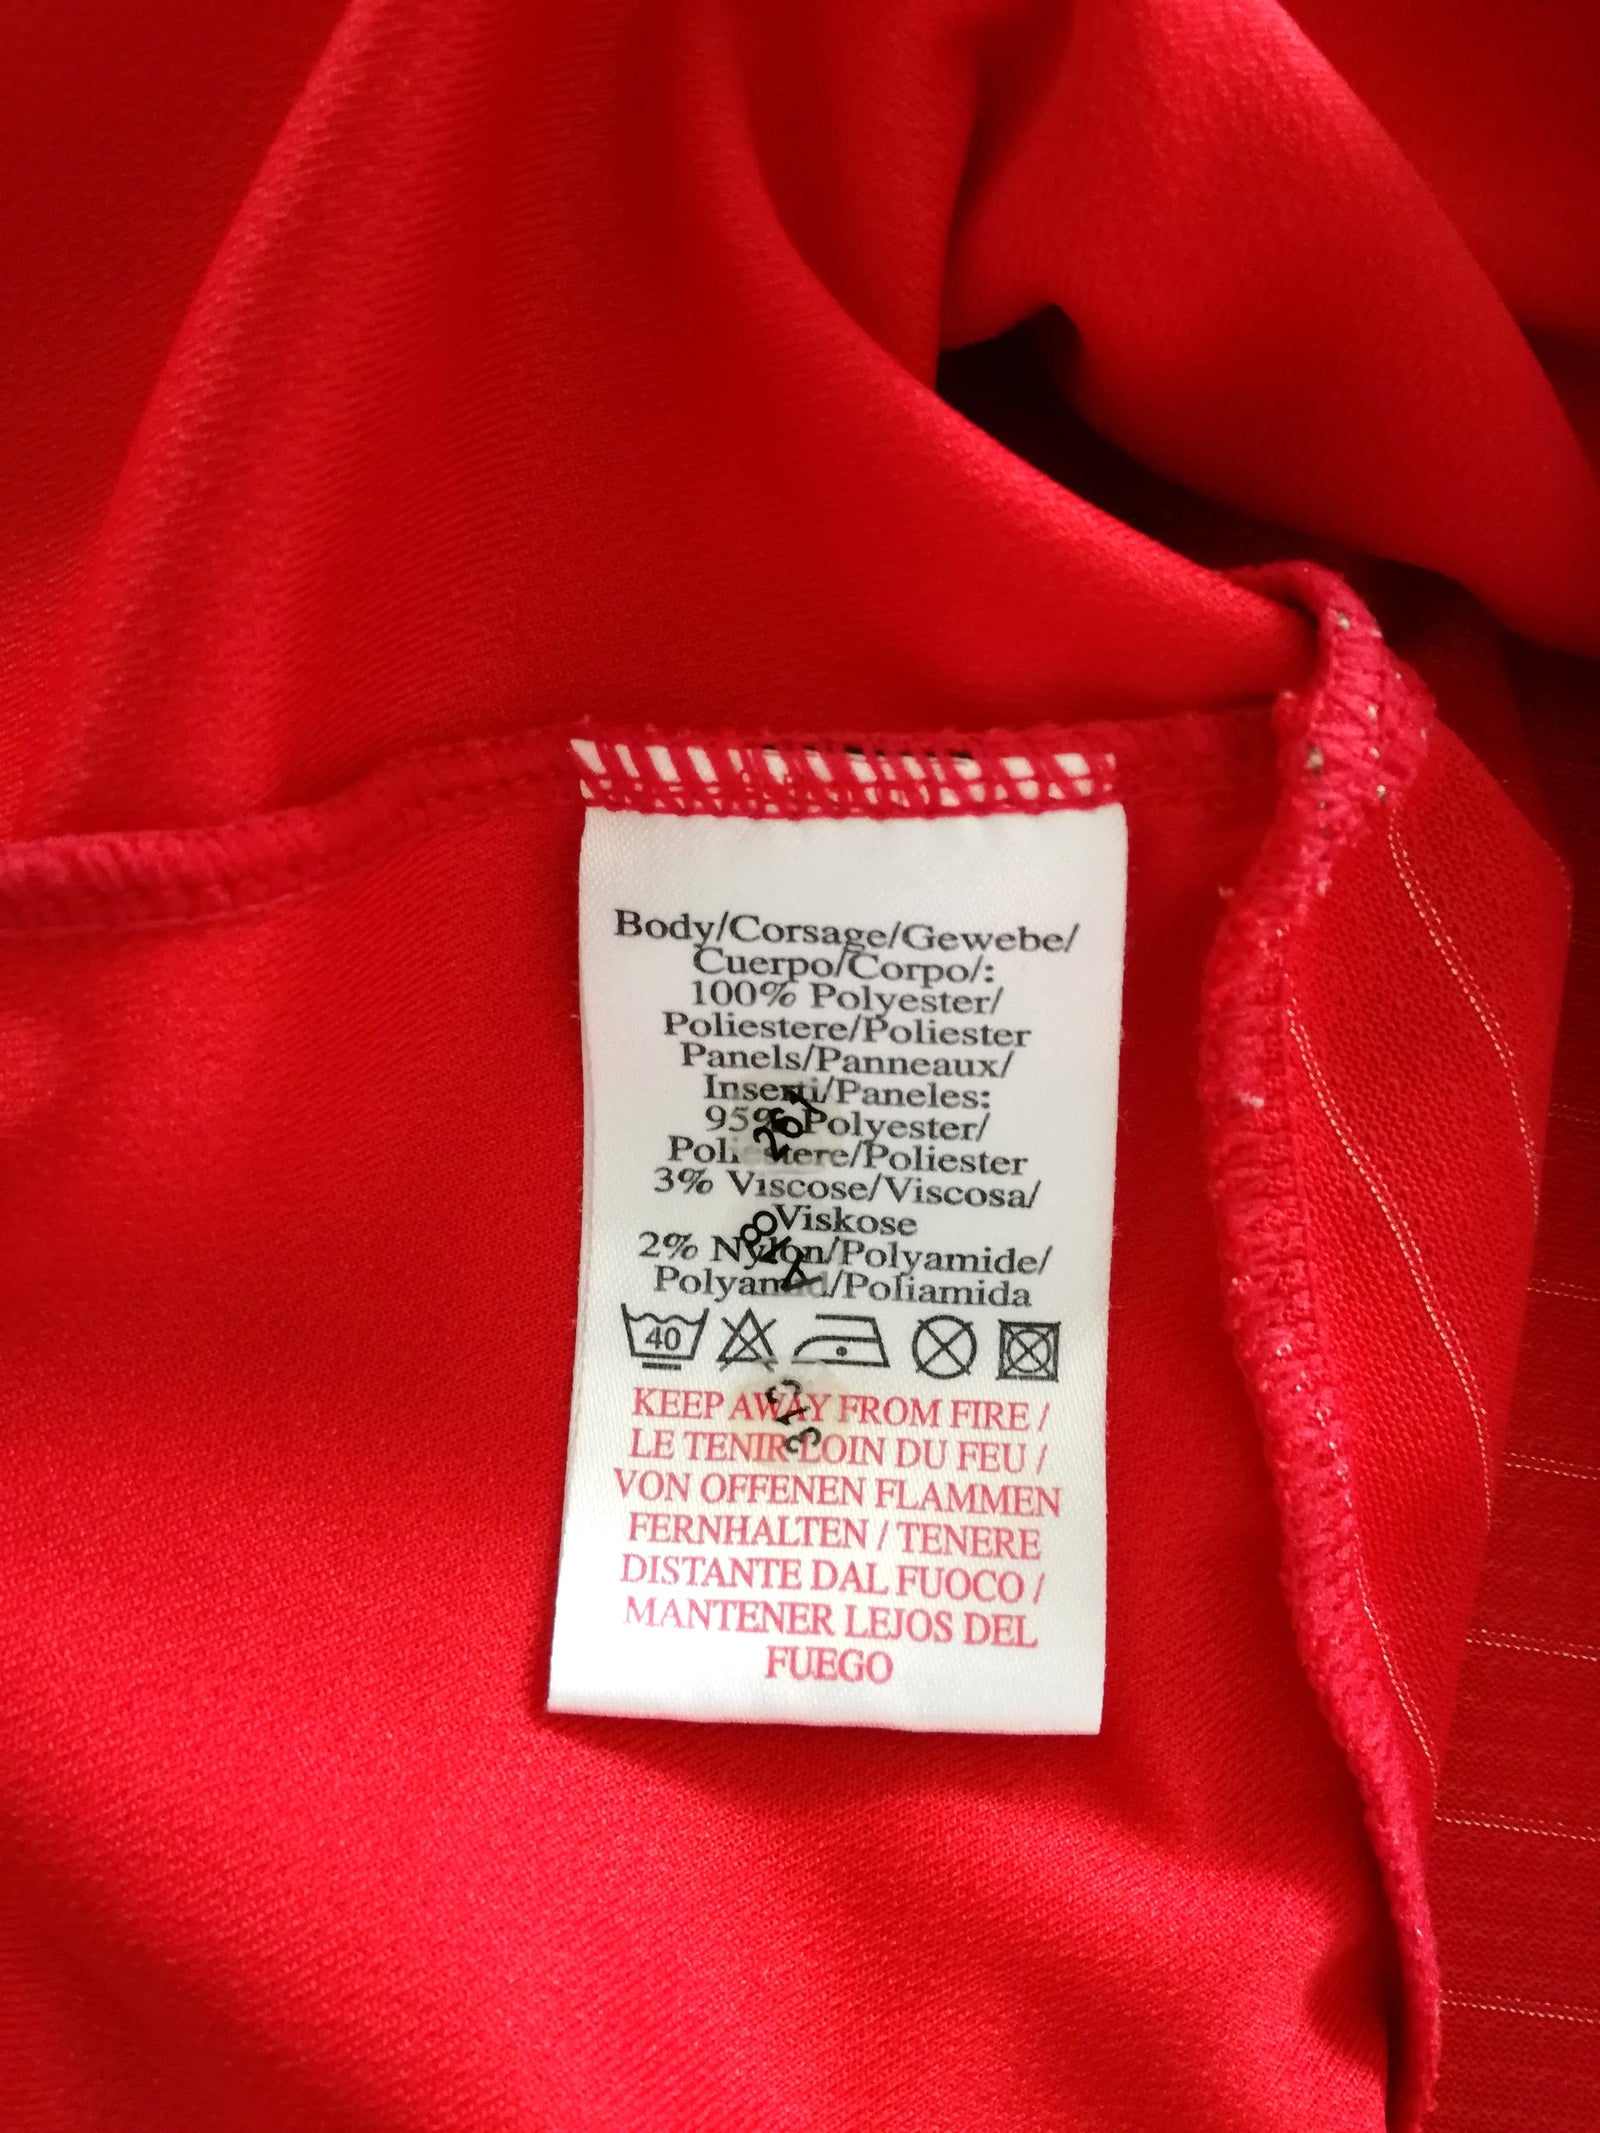 Body/Corsage/Gewebe/
Cuerpo/Corpo/:
100% Polyester/
Poliestere/Poliester
Panels/Panneaux/
Inserti/Paneles:
95% Polyester/
Poliestere/Poliester
3% Viscose/Viscosa/
Viskose
2% Nylon/Polyamide/
Polyamid/Poliamida
40
KEEP AWAY FROM FIRE /
LE TENIR LOIN DU FEU /
VON OFFENEN FLAMMEN
FERNHALTEN / TENERE
DISTANTE DAL FUOCO /
MANTENER LEJOS DEL
FUEGO